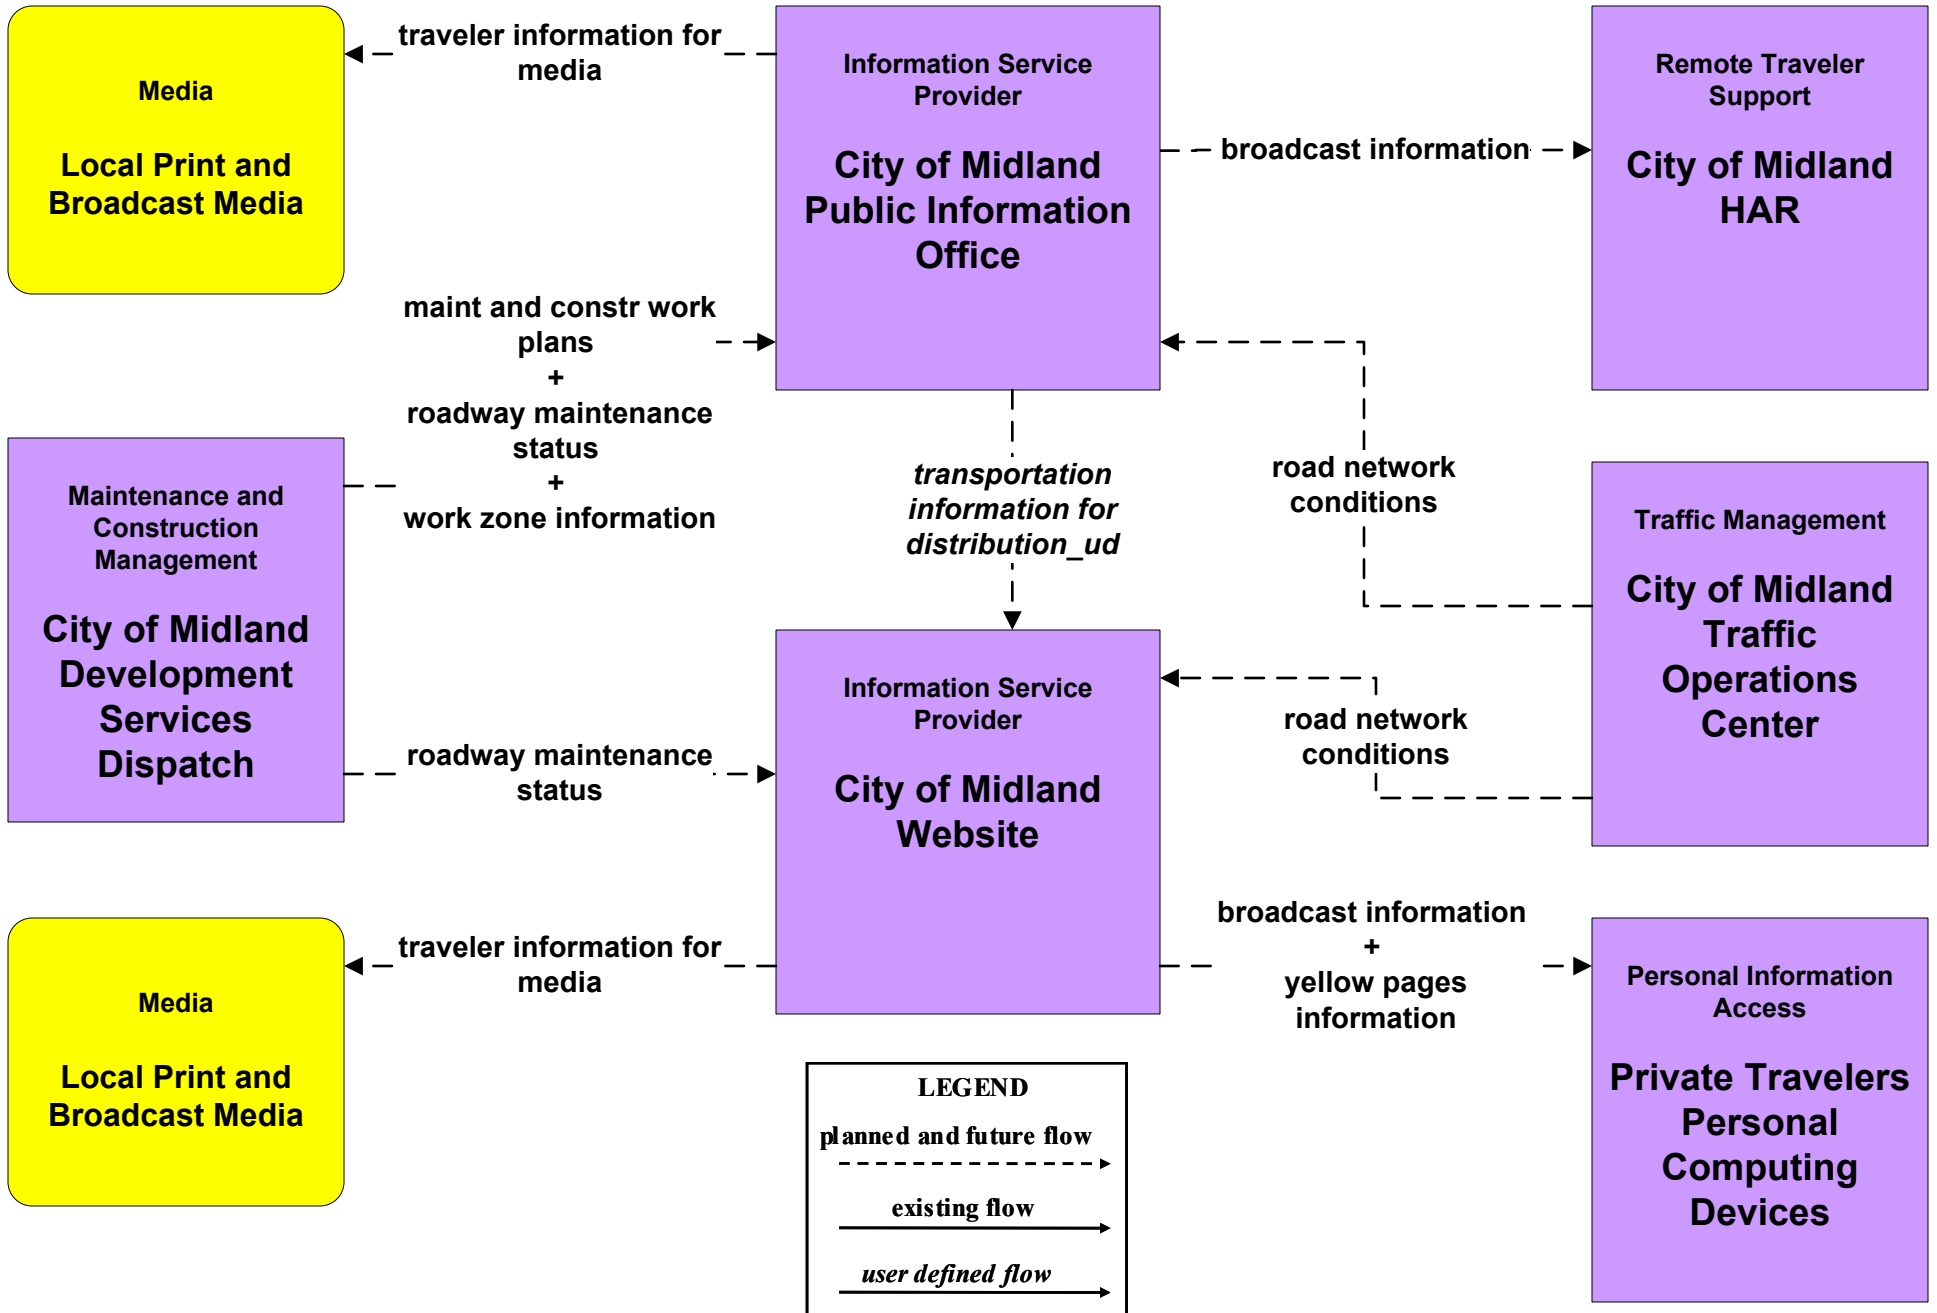 Media
Local Print and
Broadcast Media
traveler information for
media
Information Service
Provider
City of Midland
Public Information
Office
broadcast information
Remote Traveler
Support
City of Midland
HAR
maint and constr work
plans
+
roadway maintenance
status
+
work zone information
transportation
information for
distribution_ud
road network
conditions
Maintenance and
Construction
Management
City of Midland
Development
Services
Dispatch
Traffic Management
City of Midland
Traffic
Operations
Center
roadway maintenance
status
Information Service
Provider
City of Midland
Website
road network
conditions
Media
Local Print and
Broadcast Media
traveler information for
media
broadcast information
+
yellow pages
information
Personal Information
Access
Private Travelers
Personal
Computing
Devices
LEGEND
planned and future flow
existing flow
user defined flow